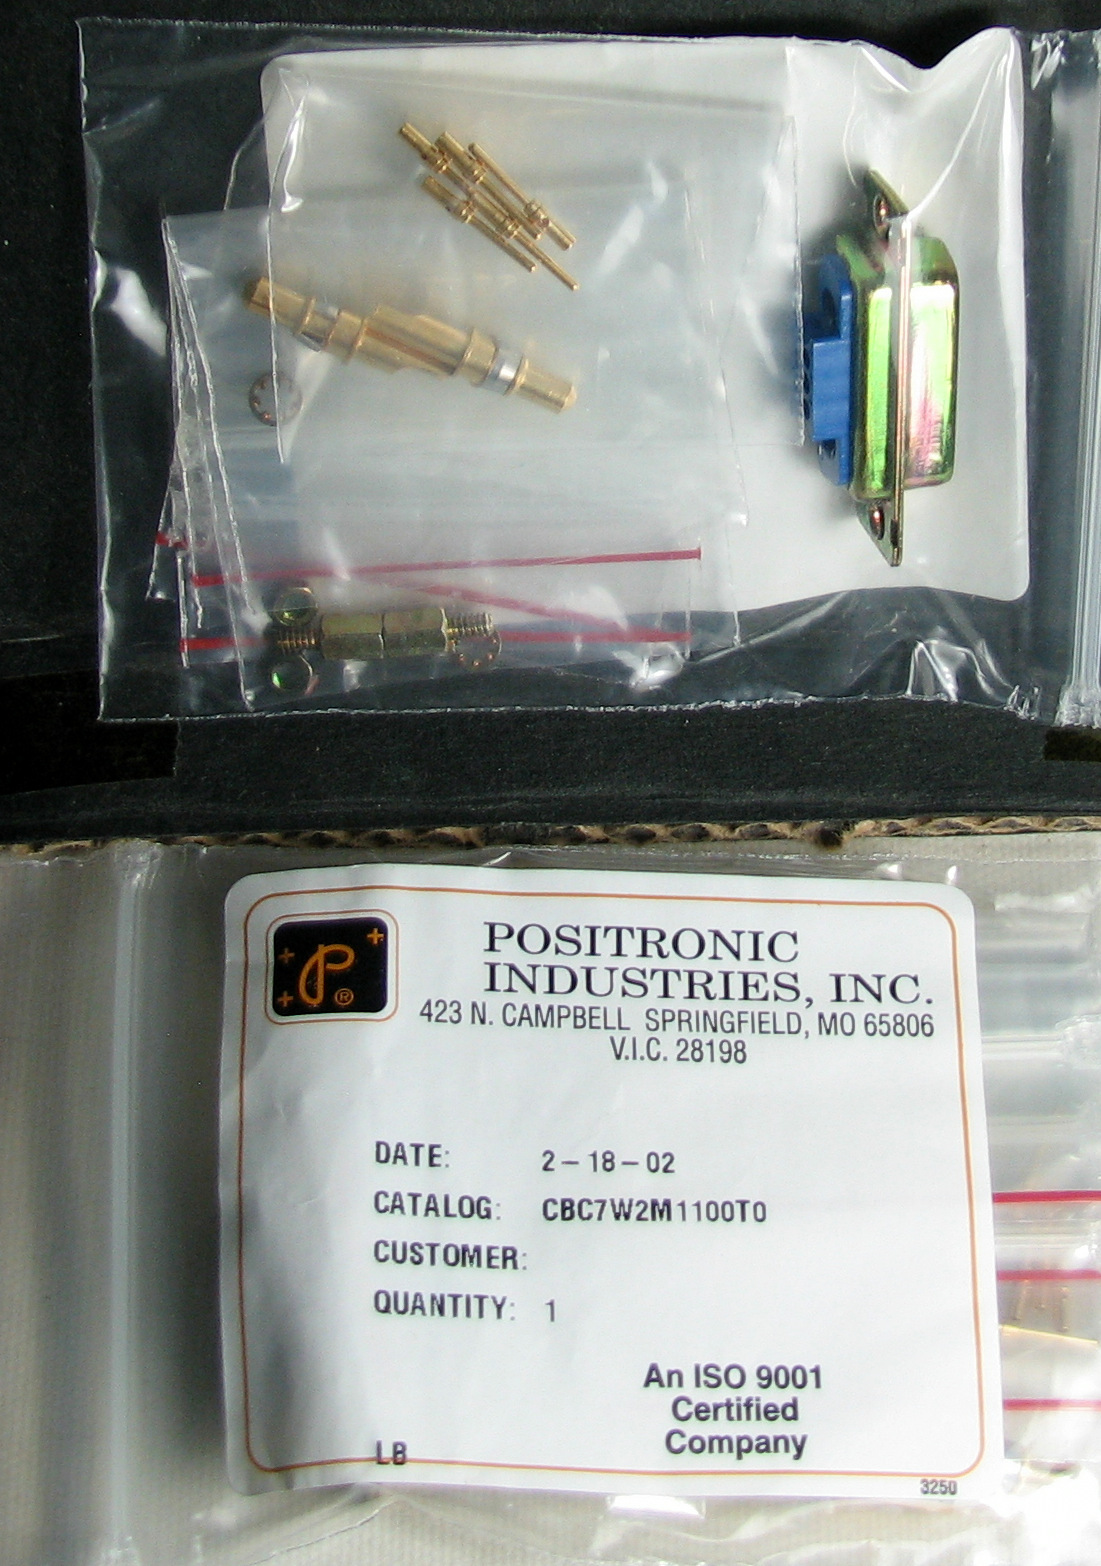 POSITRONIC
INDUSTRIES, INC.
423 N. CAMPBELL SPRINGFIELD, MO 65806
V.I.C. 28198
P ®
DATE: 2-18-02
CATALOG: CBC7W2M1100T0
CUSTOMER:
QUANTITY: 1
An ISO 9001
Certified
Company
LB
3250